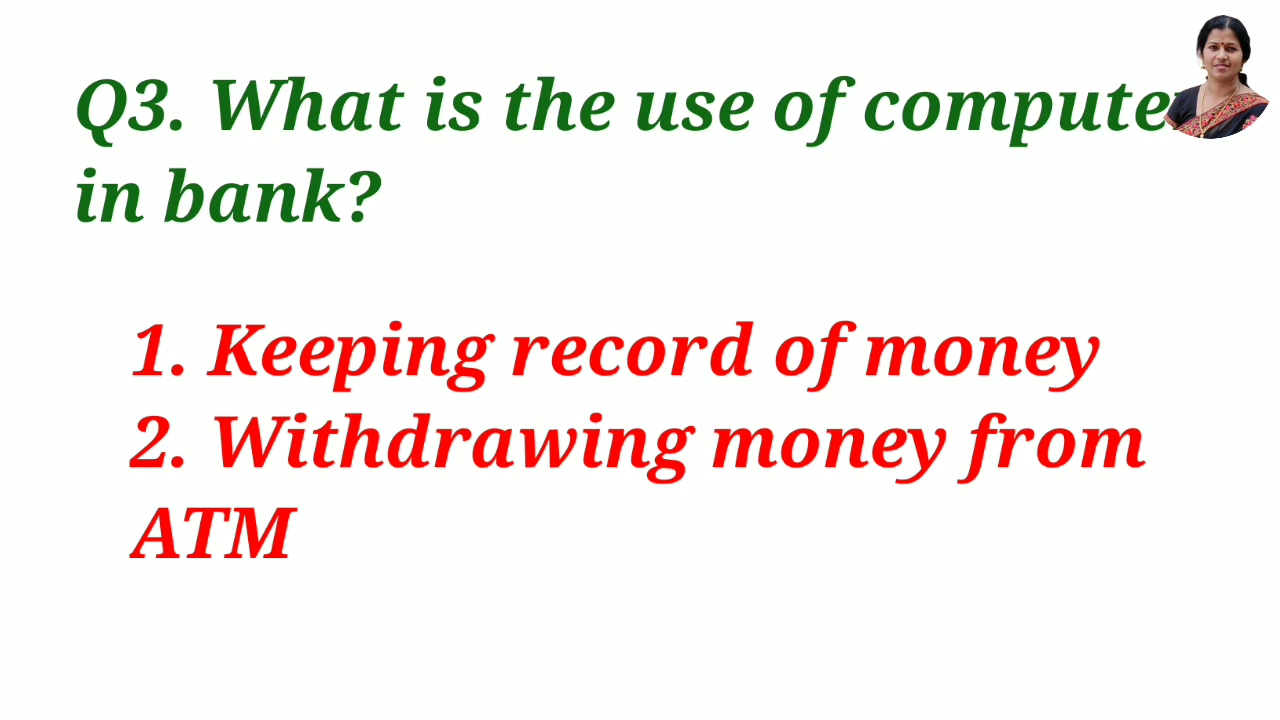 Q3. What is the use of compute
in bank?
1. Keeping record of money
2. Withdrawing money from
ATM